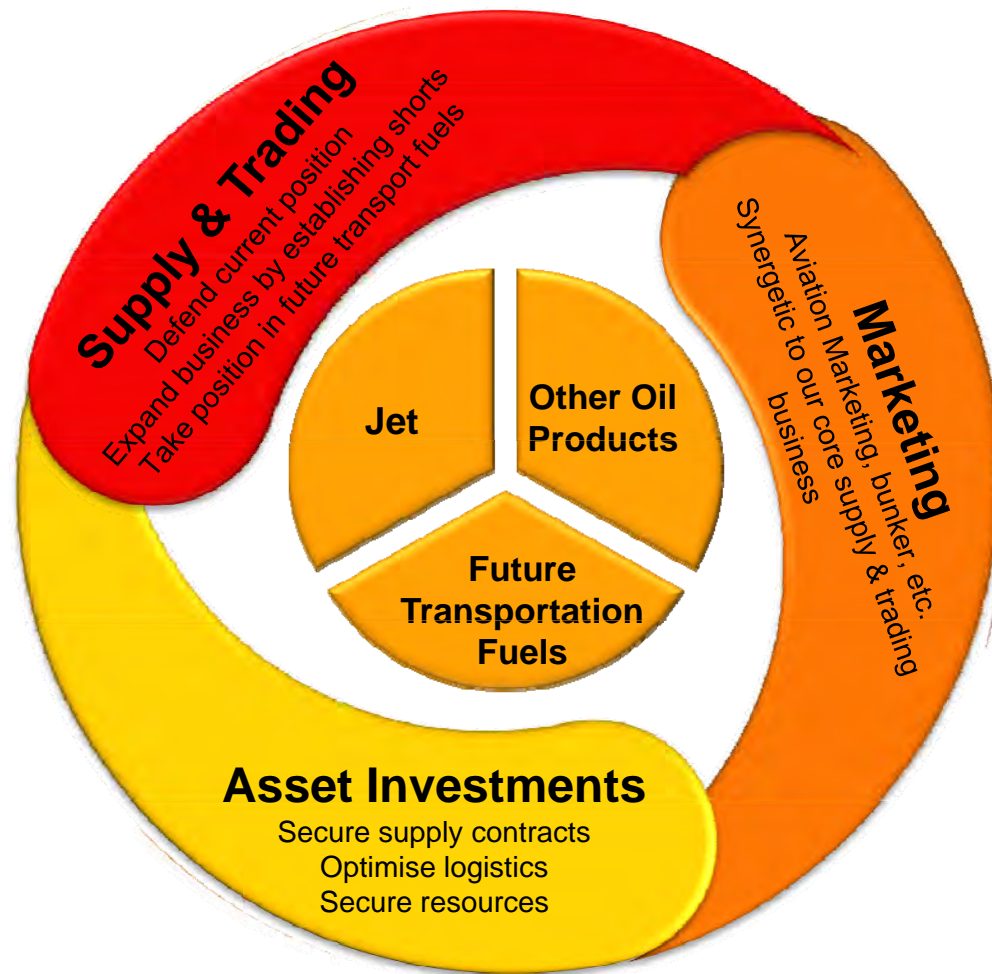 Supply & Trading
Defend current position
Expand business by establishing shorts
Take position in future transport fuels
Marketing
Aviation Marketing, bunker, etc.
Synergetic to our core supply & trading
business
Jet
Other Oil
Products
Future
Transportation
Fuels
Asset Investments
Secure supply contracts
Optimise logistics
Secure resources